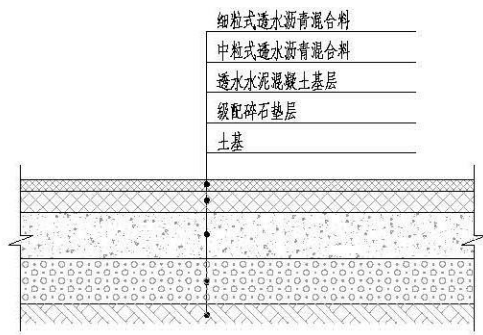 细粒式透水沥青混合料
中粒式透水沥青混合料
透水水泥混凝土基层
级配碎石垫层
土基